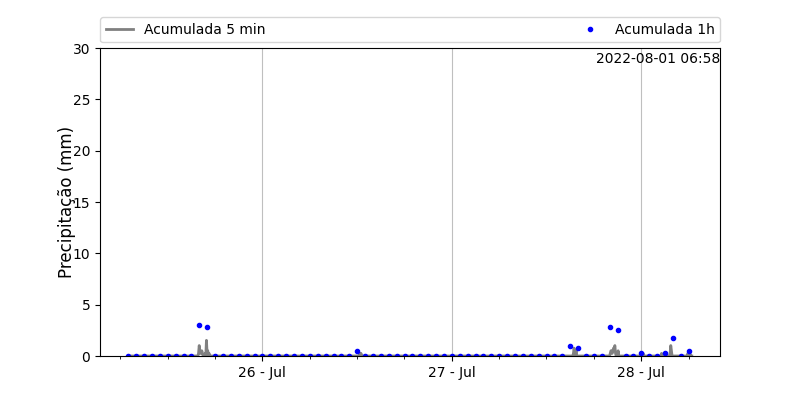 Acumulada 5 min
Acumulada 1h
2022-08-01 06:58
Precipitação (mm)
30
25
20
15
10
5
0
26 - Jul
27 - Jul
28 - Jul